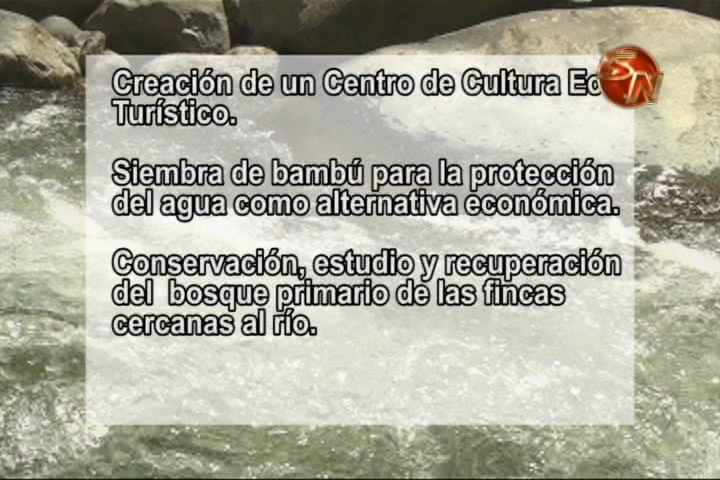 Creación de un Centro de Cultura Ec
Turístico.
Siembra de bambú para la protección
del agua como alternativa económica.
Conservación, estudio y recuperación
del bosque primario de las fincas
cercanas al río.